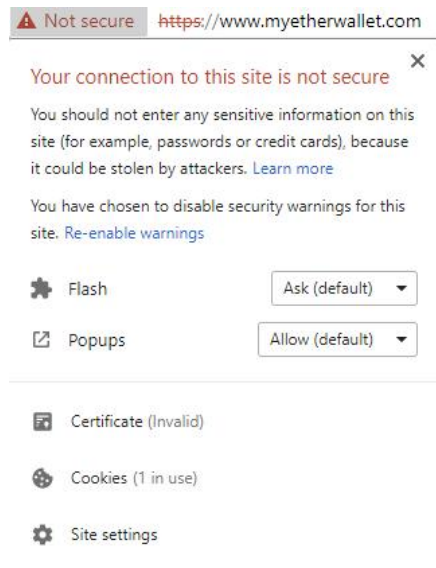 Not secure https://www.myetherwallet.com
Your connection to this site is not secure
You should not enter any sensitive information on this
site (for example, passwords or credit cards), because
it could be stolen by attackers. Learn more
You have chosen to disable security warnings for this
site. Re-enable warnings
Flash Ask (default)
Popups Allow (default)
Certificate (Invalid)
Cookies (1 in use)
Site settings